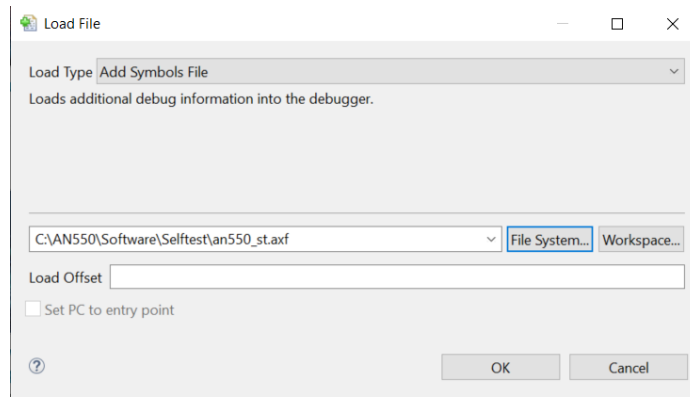 Load File
Load Type Add Symbols File
Loads additional debug information into the debugger.
C:\AN550\Software\Selftest\an550_st.axf File System... Workspace...
Load Offset
Set PC to entry point
? OK Cancel